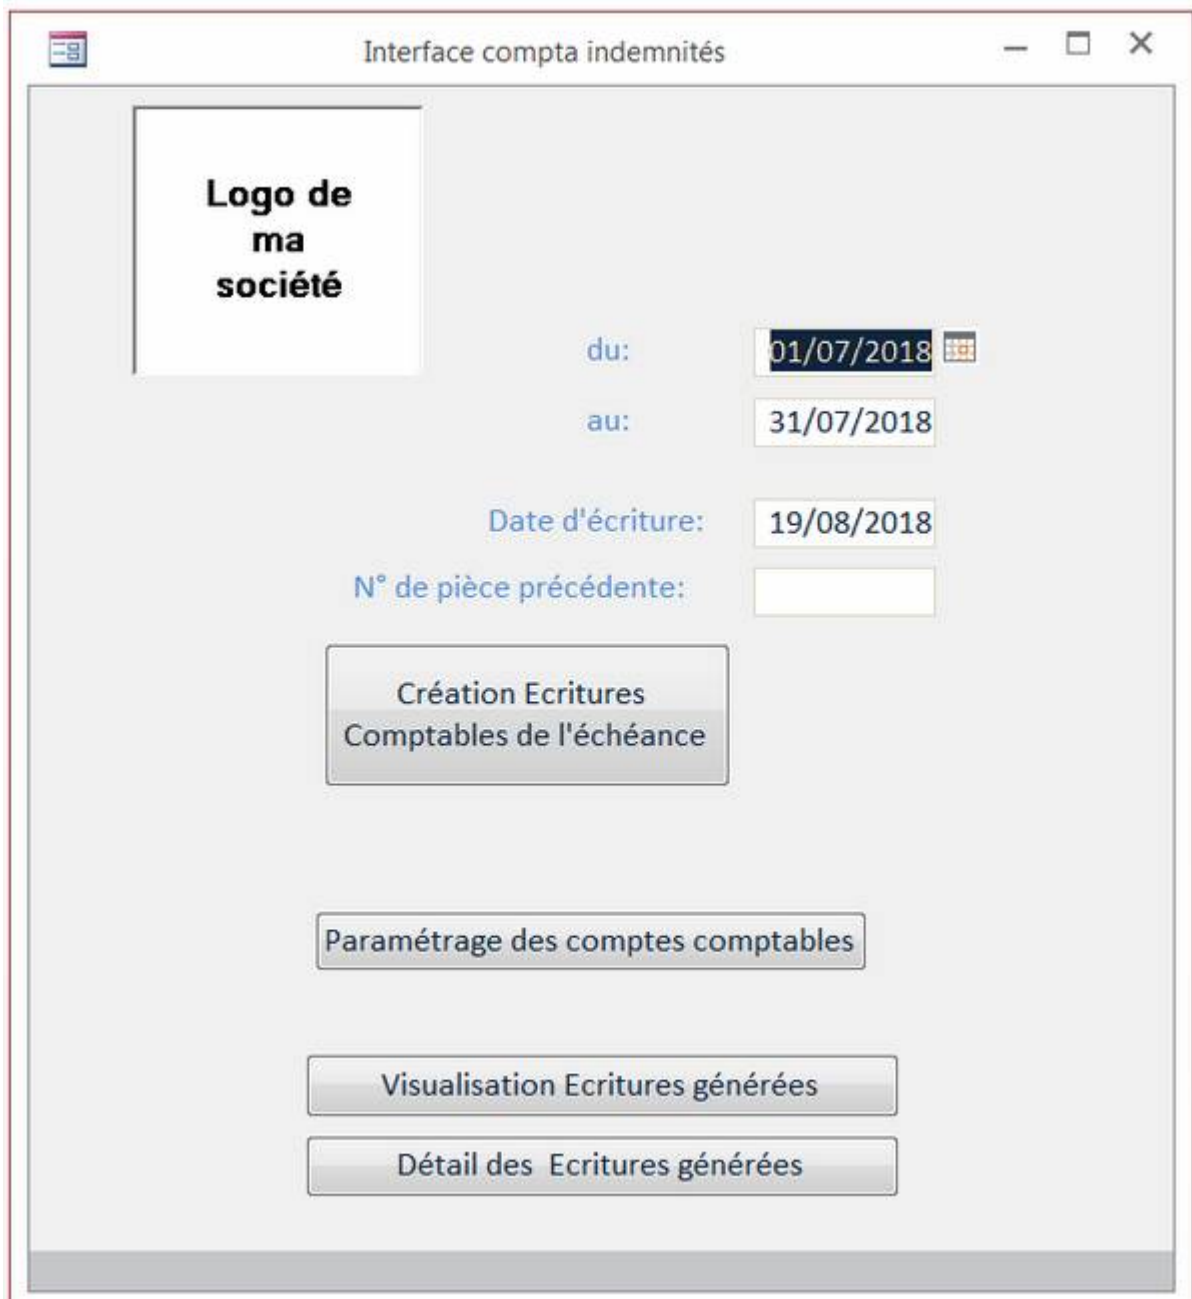 Interface compta indemnités
Logo de
ma
société
du: 01/07/2018
au: 31/07/2018
Date d'écriture: 19/08/2018
N° de pièce précédente:
Création Ecritures
Comptables de l'échéance
Paramétrage des comptes comptables
Visualisation Ecritures générées
Détail des Ecritures générées